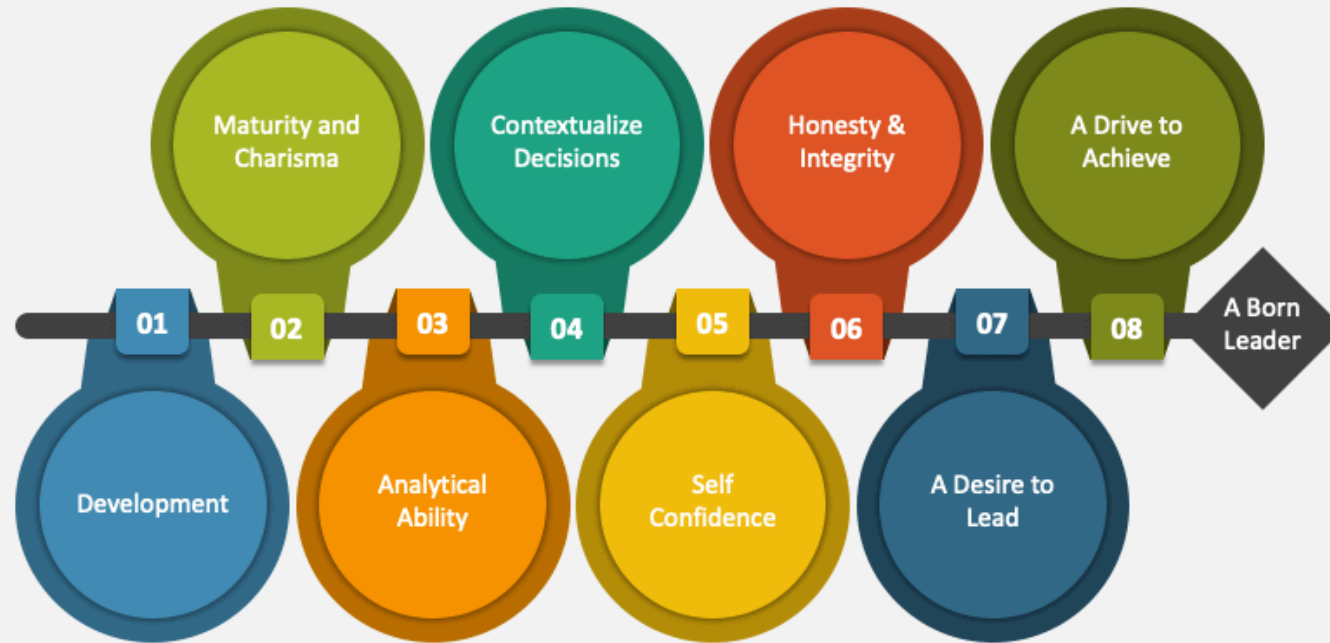 01
Development
02
Maturity and
Charisma
03
Analytical
Ability
04
Contextualize
Decisions
05
Self
Confidence
06
Honesty &
Integrity
07
A Desire to
Lead
08
A Drive to
Achieve
A Born
Leader